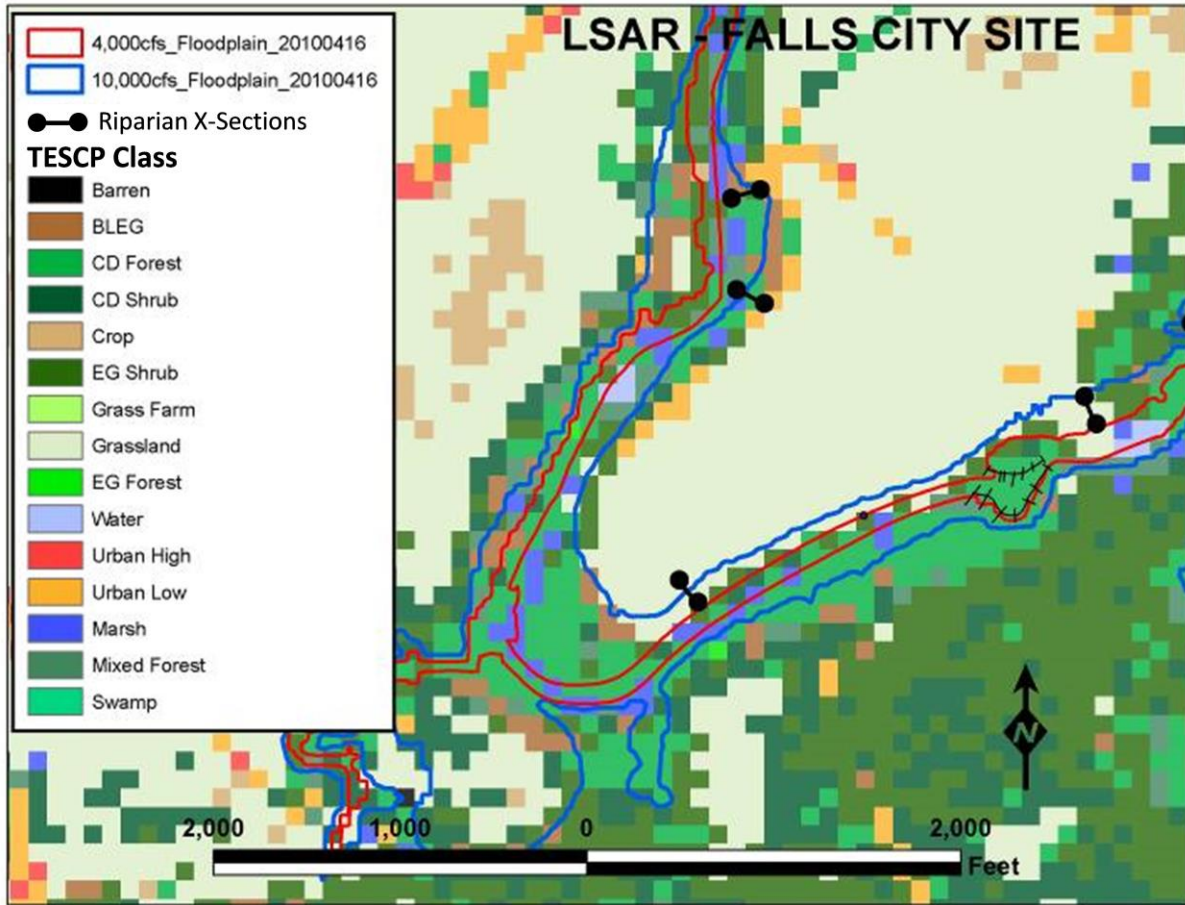 LSAR - FALLS CITY SITE
4,000cfs_Floodplain_20100416
10,000cfs_Floodplain_20100416
Riparian X-Sections
TESCP Class
Barren
BLEG
CD Forest
CD Shrub
Crop
EG Shrub
Grass Farm
Grassland
EG Forest
Water
Urban High
Urban Low
Marsh
Mixed Forest
Swamp
N
2,000 1,000 0 2,000
Feet